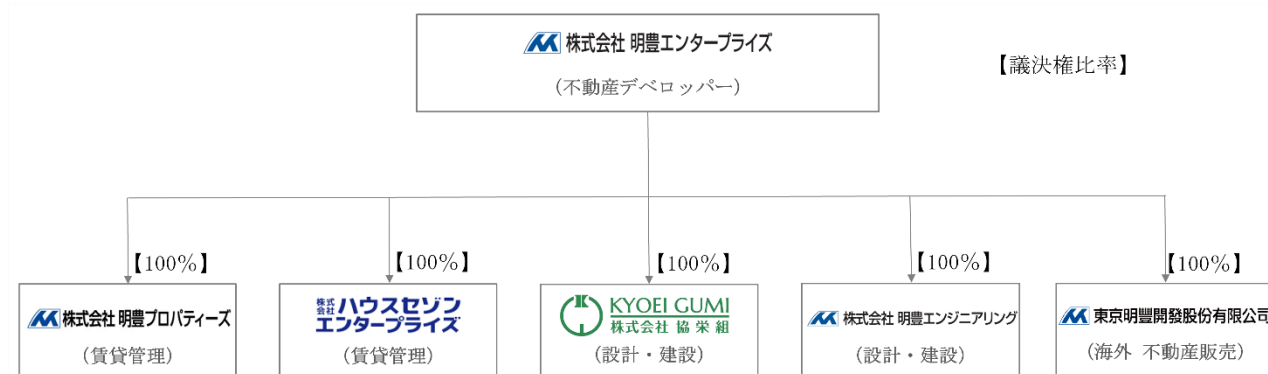 株式会社 明豊エンタープライズ
（不動産デベロッパー）
【議決権比率】
【100%】
【100%】
【100%】
【100%】
【100%】
株式会社 明豊プロパティーズ
（賃貸管理）
株式会社 ハウスセゾン
エンタープライズ
（賃貸管理）
KYOEI GUMI
株式会社 協栄組
（設計・建設）
株式会社 明豊エンジニアリング
（設計・建設）
東京明豐開發股份有限公司
（海外 不動産販売）